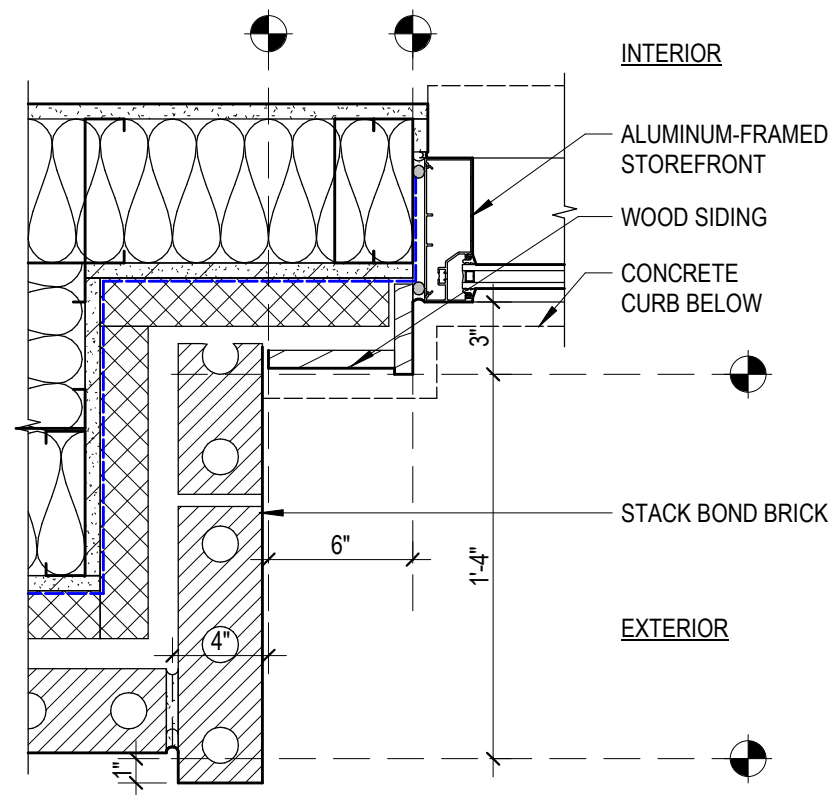 INTERIOR
ALUMINUM-FRAMED
STOREFRONT
WOOD SIDING
CONCRETE
CURB BELOW
3"
STACK BOND BRICK
6"
1'-4"
EXTERIOR
4"
1"